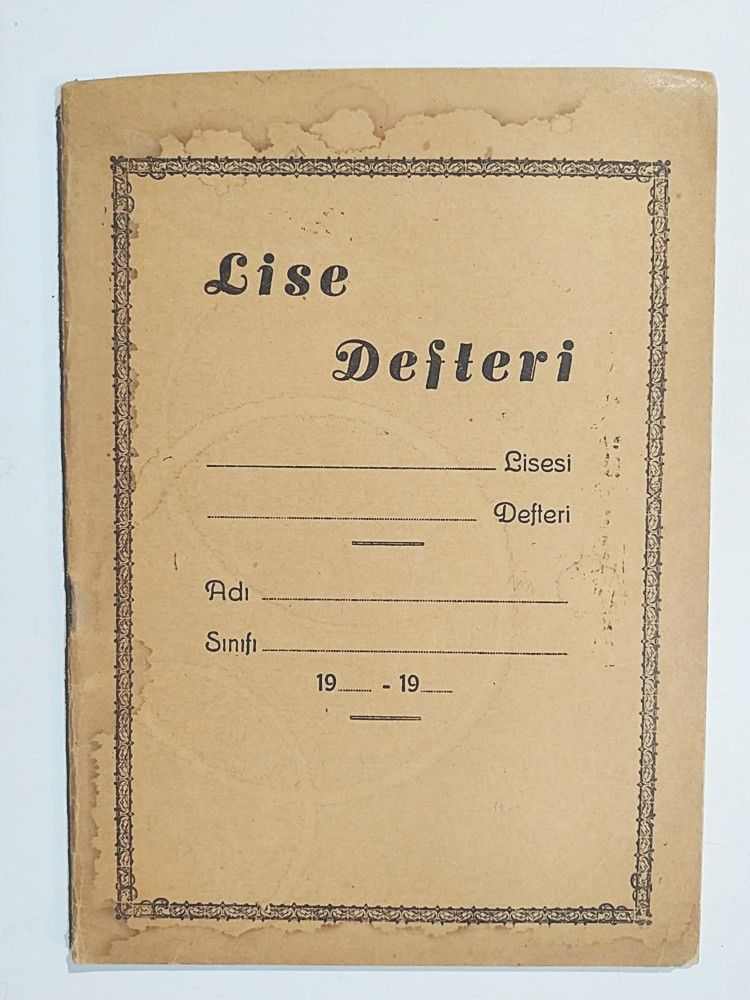 Lise
Defteri
Lisesi
Defteri
Adı
Sınıfı
19 - 19